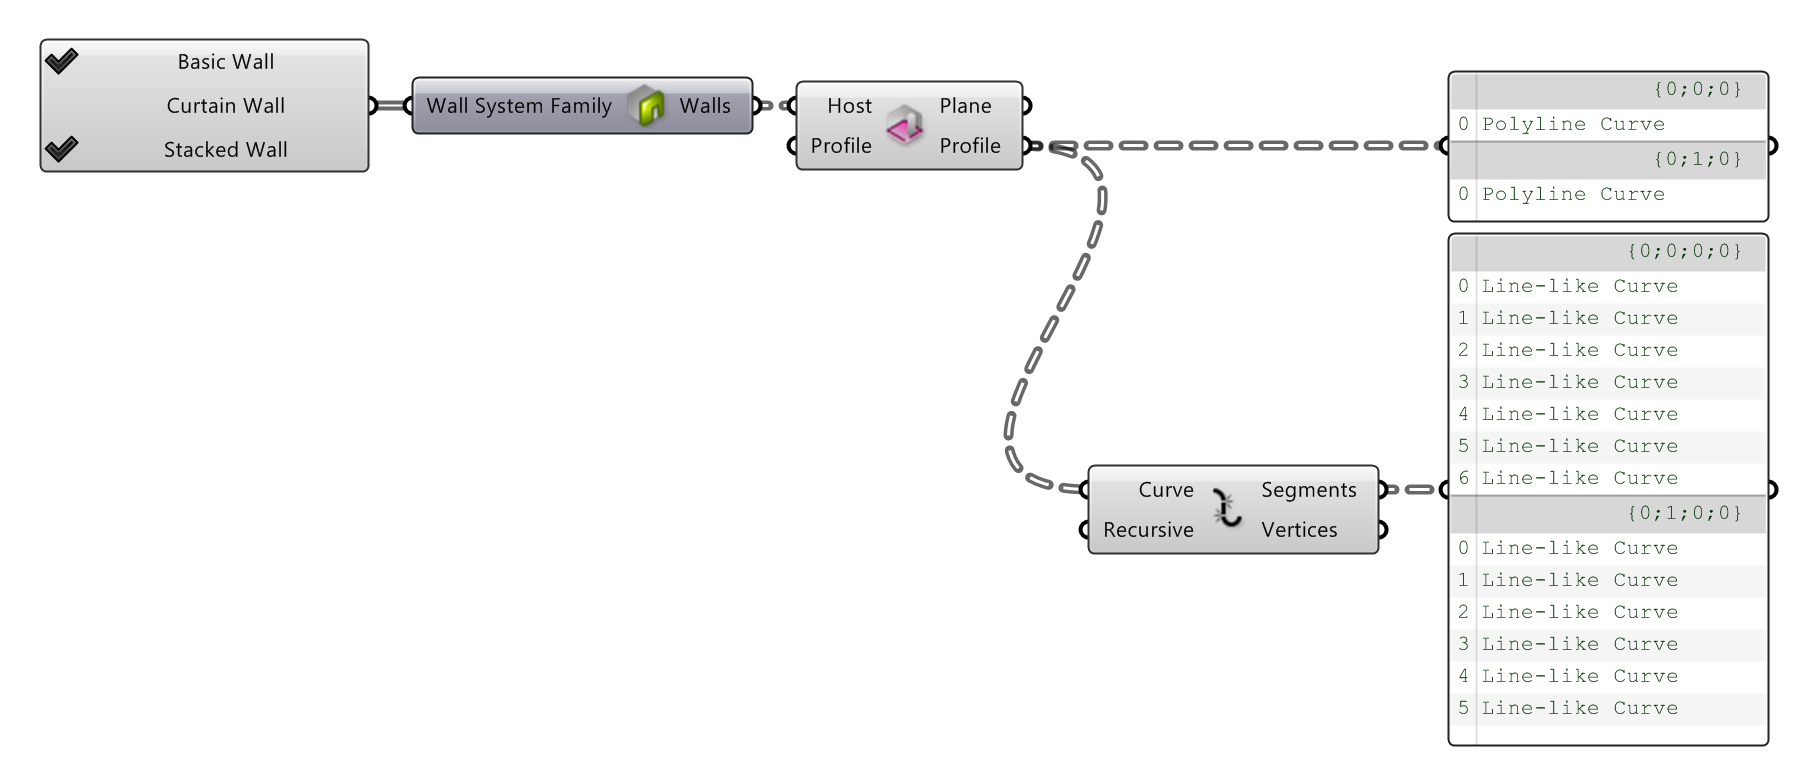 Basic Wall
Curtain Wall
Stacked Wall
Wall System Family Walls
Host Plane
Profile Profile
{0;0;0}
0 Polyline Curve
{0;1;0}
0 Polyline Curve
Curve Segments
Recursive Vertices
{0;0;0;0}
0 Line-like Curve
1 Line-like Curve
2 Line-like Curve
3 Line-like Curve
4 Line-like Curve
5 Line-like Curve
6 Line-like Curve
{0;1;0;0}
0 Line-like Curve
1 Line-like Curve
2 Line-like Curve
3 Line-like Curve
4 Line-like Curve
5 Line-like Curve